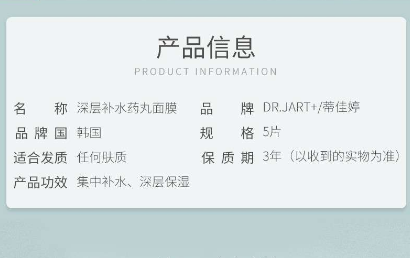 产品信息
PRODUCT INFORMATION
名 称 深层补水药丸面膜 品 牌 DR.JART+/蒂佳婷
品 牌 国 韩国 规 格 5片
适合发质 任何肤质 保 质 期 3年（以收到的实物为准）
产品功效 集中补水、深层保湿